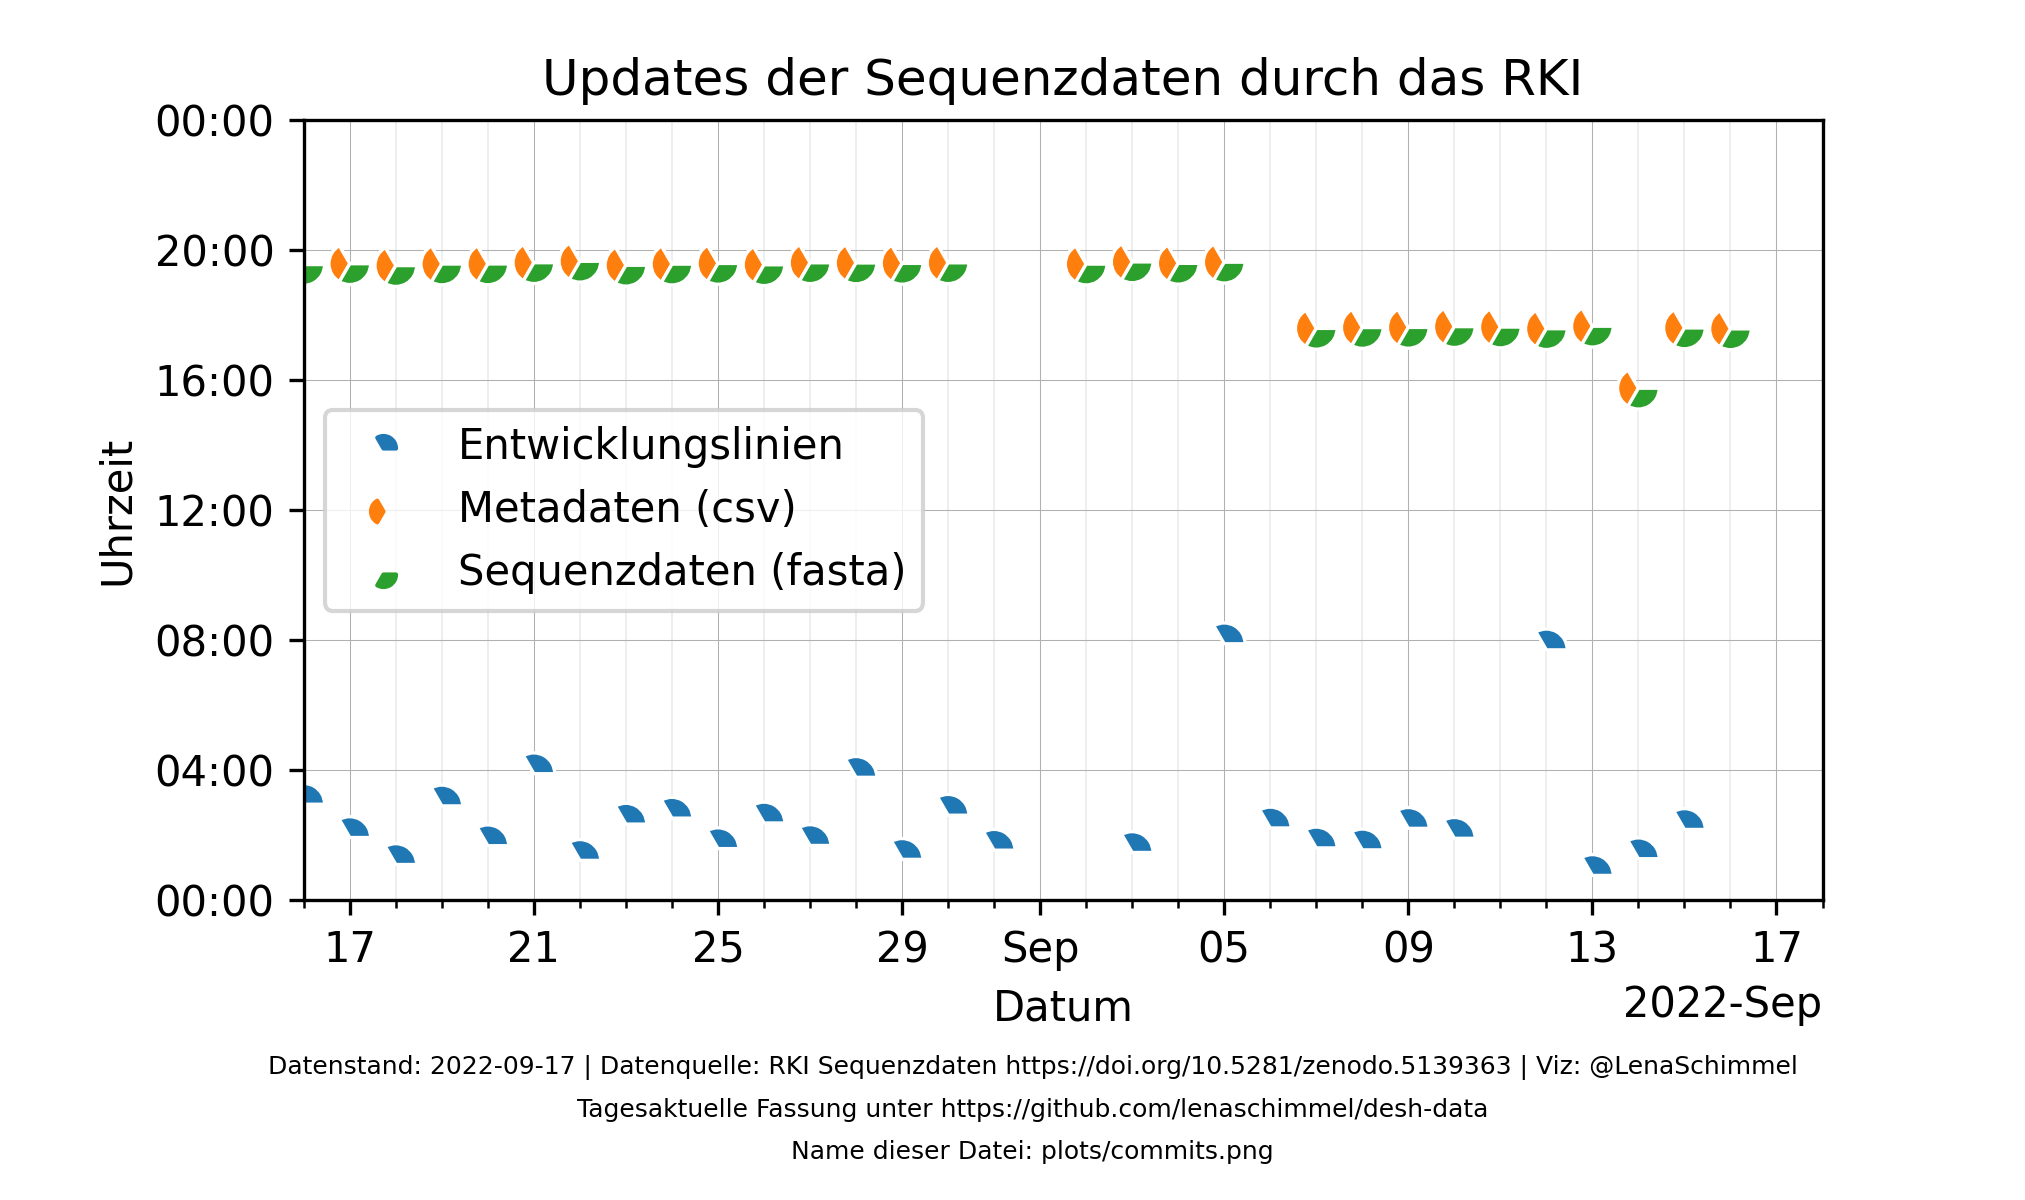 Updates der Sequenzdaten durch das RKI
00:00
20:00
16:00
12:00
08:00
04:00
00:00
Uhrzeit
Entwicklungslinien
Metadaten (csv)
Sequenzdaten (fasta)
17 21 25 29 Sep 05 09 13 17
Datum
2022-Sep
Datenstand: 2022-09-17 | Datenquelle: RKI Sequenzdaten https://doi.org/10.5281/zenodo.5139363 | Viz: @LenaSchimmel
Tagesaktuelle Fassung unter https://github.com/lenaschimmel/desh-data
Name dieser Datei: plots/commits.png